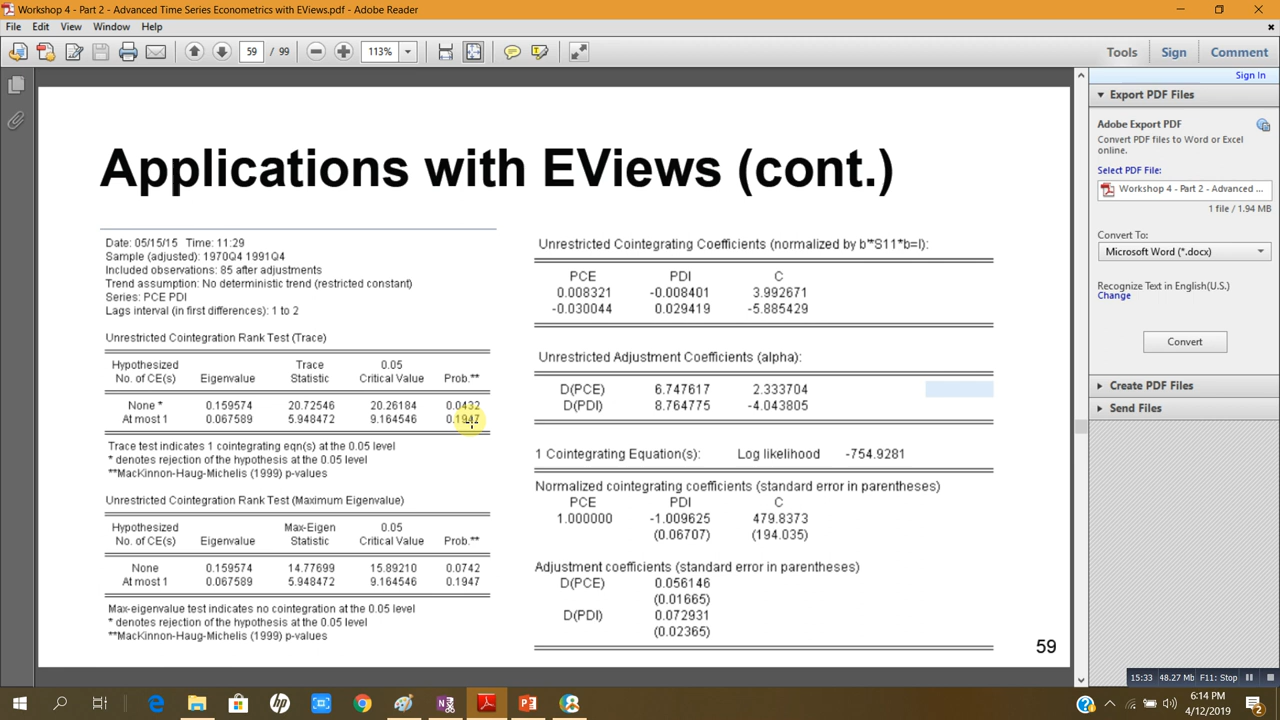 Workshop 4 - Part 2 - Advanced Time Series Econometrics with EViews.pdf - Adobe Reader
File Edit View Window Help
59 / 99 113% Tools Sign Comment
Sign In
Export PDF Files
Adobe Export PDF
Convert PDF files to Word or Excel
online.
Select PDF File:
Workshop 4 - Part 2 - Advanced ...
1 file / 1.94 MB
Convert To:
Microsoft Word (*.docx)
Recognize Text in English(U.S.)
Change
Convert
Create PDF Files
Send Files
Applications with EViews (cont.)
Date: 05/15/15 Time: 11:29
Sample (adjusted): 1970Q4 1991Q4
Included observations: 85 after adjustments
Trend assumption: No deterministic trend (restricted constant)
Series: PCE PDI
Lags interval (in first differences): 1 to 2
Unrestricted Cointegration Rank Test (Trace)
Hypothesized Trace 0.05
No. of CE(s) Eigenvalue Statistic Critical Value Prob.**
None * 0.159574 20.72546 20.26184 0.0432
At most 1 0.067589 5.948472 9.164546 0.1947
Trace test indicates 1 cointegrating eqn(s) at the 0.05 level
* denotes rejection of the hypothesis at the 0.05 level
**MacKinnon-Haug-Michelis (1999) p-values
Unrestricted Cointegration Rank Test (Maximum Eigenvalue)
Hypothesized Max-Eigen 0.05
No. of CE(s) Eigenvalue Statistic Critical Value Prob.**
None 0.159574 14.77699 15.89210 0.0742
At most 1 0.067589 5.948472 9.164546 0.1947
Max-eigenvalue test indicates no cointegration at the 0.05 level
* denotes rejection of the hypothesis at the 0.05 level
**MacKinnon-Haug-Michelis (1999) p-values
Unrestricted Cointegrating Coefficients (normalized by b'*S11*b=I):
PCE PDI C
0.008321 -0.008401 3.992671
-0.030044 0.029419 -5.885429
Unrestricted Adjustment Coefficients (alpha):
D(PCE) 6.747617 2.333704
D(PDI) 8.764775 -4.043805
1 Cointegrating Equation(s): Log likelihood -754.9281
Normalized cointegrating coefficients (standard error in parentheses)
PCE PDI C
1.000000 -1.009625 479.8373
(0.06707) (194.035)
Adjustment coefficients (standard error in parentheses)
D(PCE) 0.056146
(0.01665)
D(PDI) 0.072931
(0.02365)
59
15:33 48.27 Mb F11: Stop
6:14 PM
4/12/2019
2